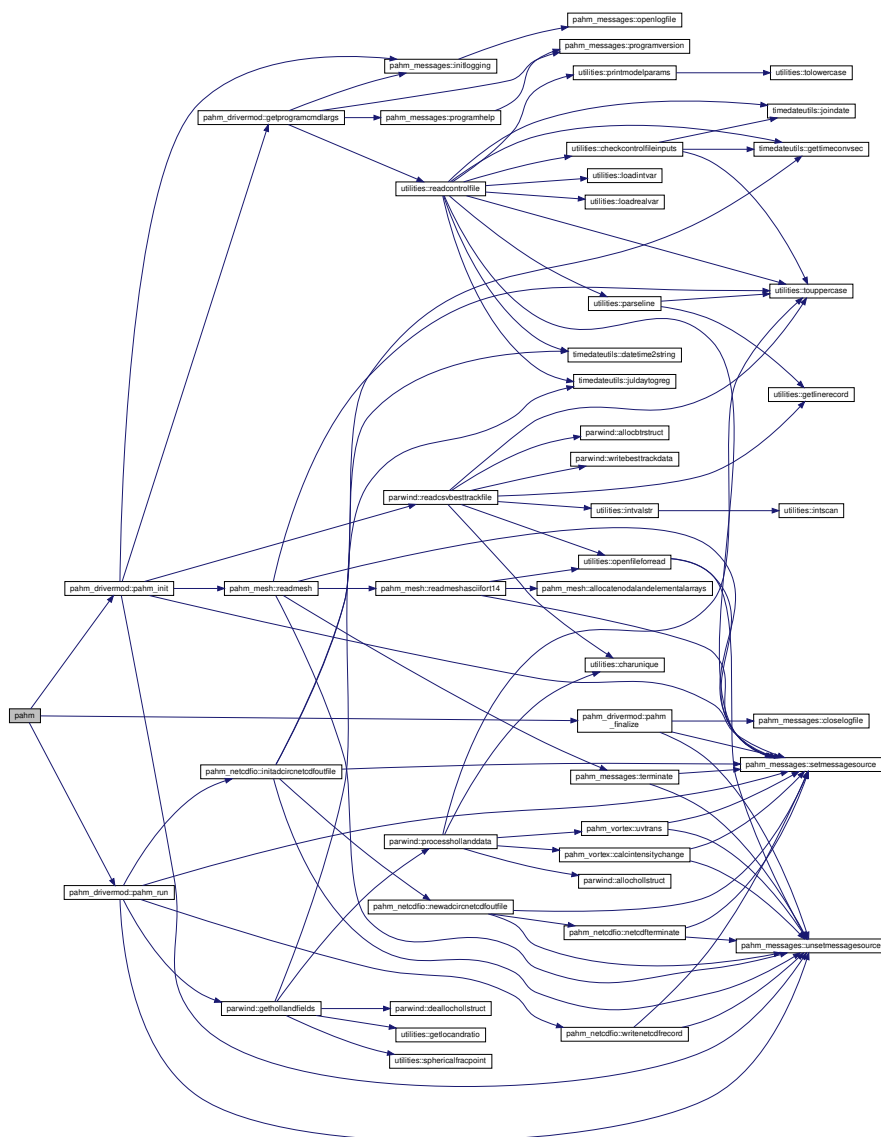 pahm_messages::openlogfile
pahm_messages::programversion
pahm_messages::initlogging
utilities::printmodelparams
utilities::tolowercase
timedateutils::joindate
pahm_drivermod::getprogramcmdlargs
pahm_messages::programhelp
utilities::checkcontrolfileinputs
timedateutils::gettimeconvsec
utilities::loadintvar
utilities::readcontrolfile
utilities::loadrealvar
utilities::touppercase
utilities::parseline
timedateutils::datetime2string
timedateutils::juldaytogreg
utilities::getlinerecord
parwind::allocbtrstruct
parwind::writebesttrackdata
parwind::readcsvbesttrackfile
utilities::intvalstr
utilities::intscan
utilities::openfileforread
pahm_drivermod::pahm_init
pahm_mesh::readmesh
pahm_mesh::readmeshasciifort14
pahm_mesh::allocatenodalandelementalarrays
utilities::charunique
pahm
pahm_drivermod::pahm
_finalize
pahm_messages::closelogfile
pahm_messages::setmessagesource
pahm_netcdfio::initadcircnetcdfoutfile
pahm_messages::terminate
pahm_vortex::uvtrans
parwind::processhollanddata
pahm_vortex::calcintensitychange
parwind::allochollstruct
pahm_drivermod::pahm_run
pahm_netcdfio::newadcircnetcdfoutfile
pahm_netcdfio::netcdfterminate
pahm_messages::unsetmessagesource
parwind::gethollandfields
parwind::deallochollstruct
utilities::getlocandratio
pahm_netcdfio::writenetcdfrecord
utilities::sphericalfracpoint